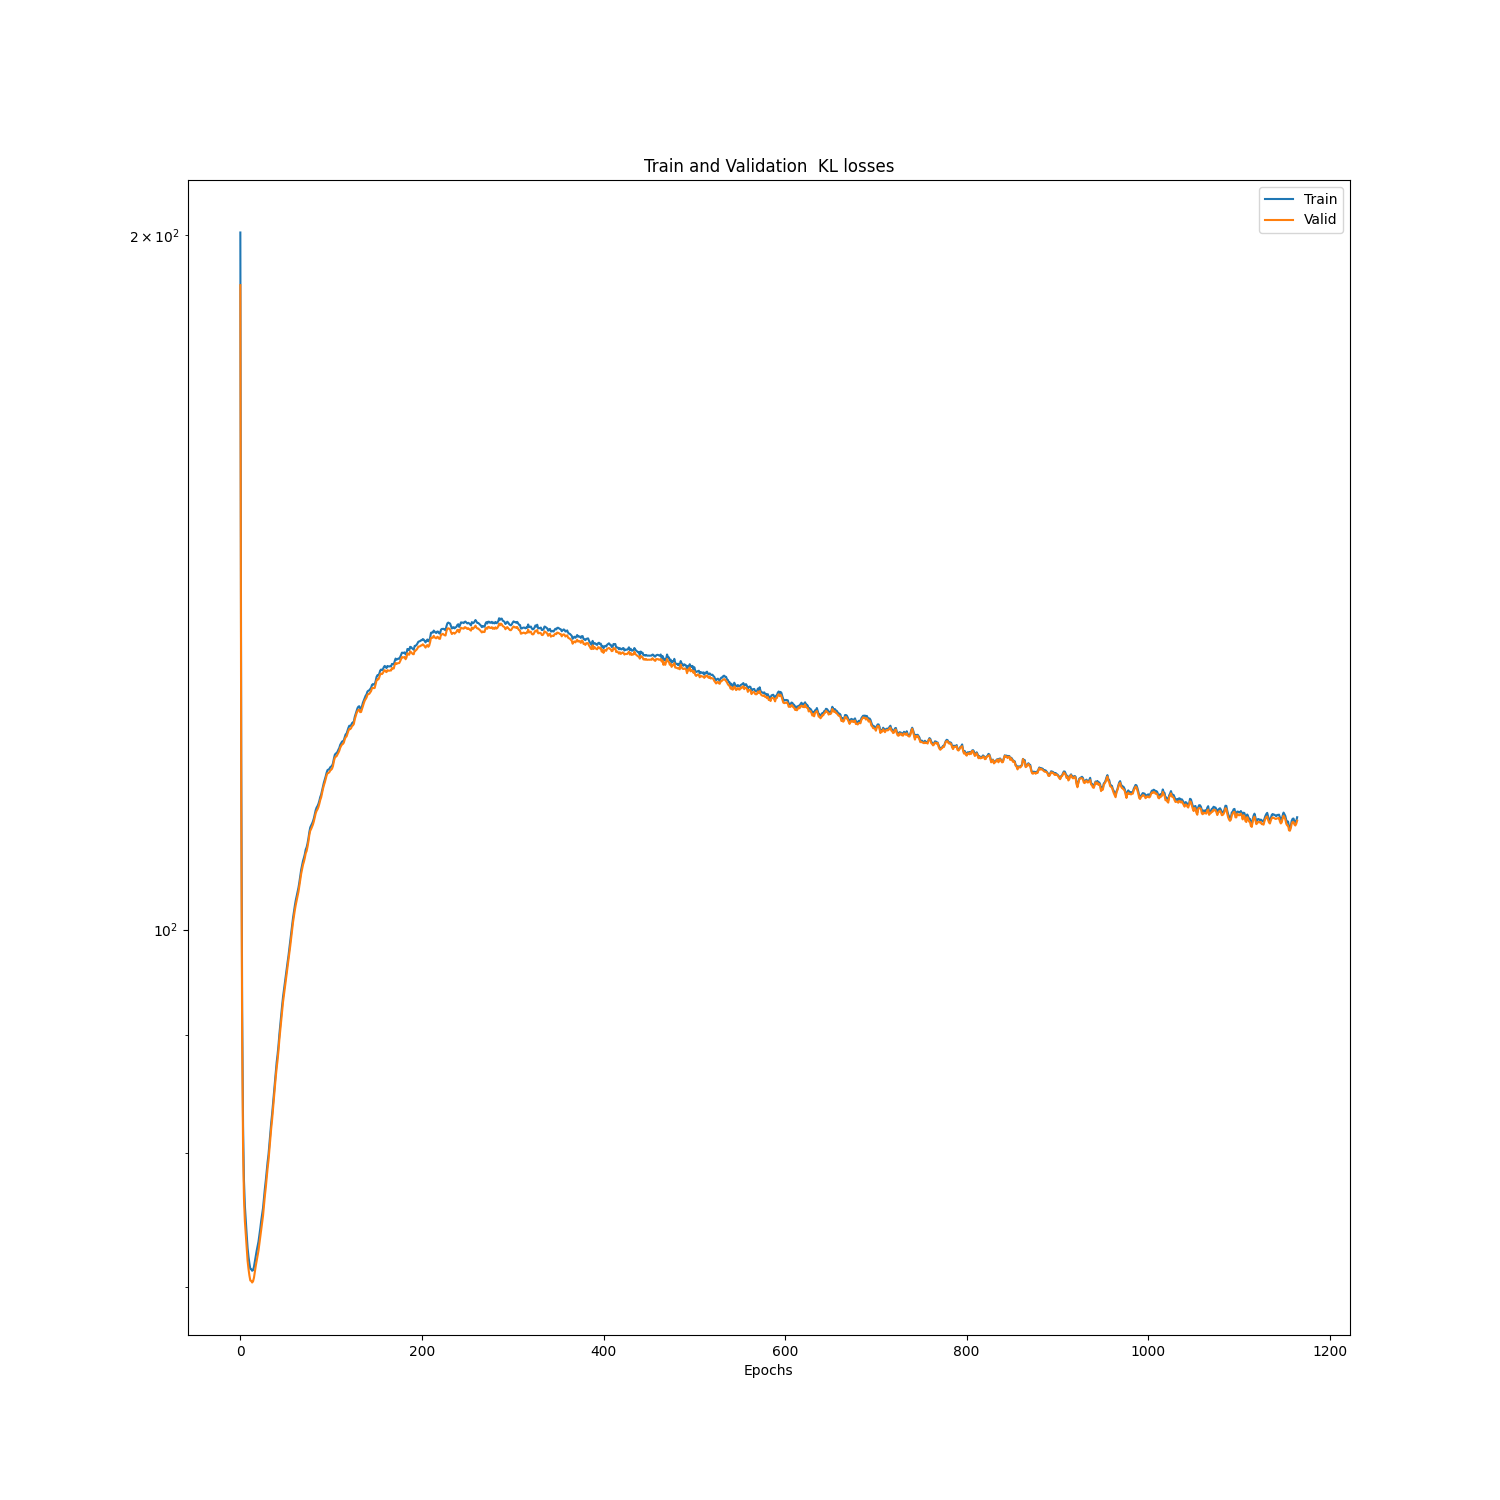 Train and Validation  KL losses
Train
Valid
2 × 10²
10²
0 200 400 600 800 1000 1200
Epochs